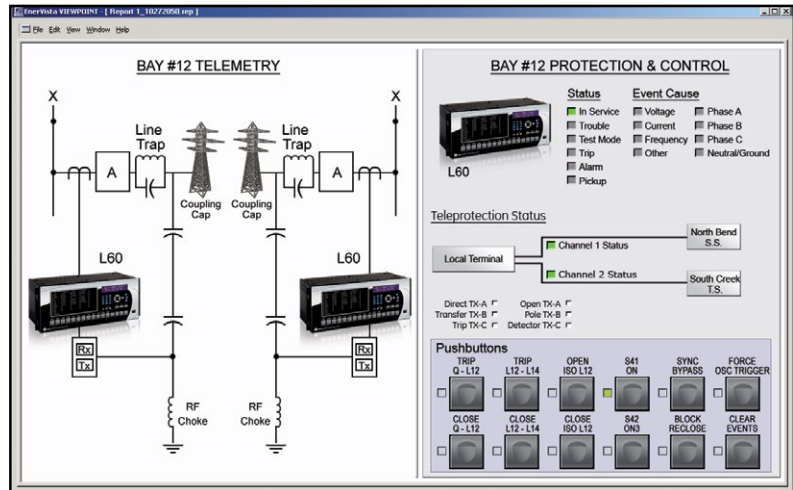 EnerVista VIEWPOINT - [ Report 1_10272050.rep ]
File Edit View Window Help
BAY #12 TELEMETRY
X
X
Line
Trap
Line
Trap
A
A
Coupling
Cap
Coupling
Cap
L60
L60
Rx
Tx
Rx
Tx
RF
Choke
RF
Choke
BAY #12 PROTECTION & CONTROL
L60
Status
In Service
Trouble
Test Mode
Trip
Alarm
Pickup
Event Cause
Voltage
Current
Frequency
Other
Phase A
Phase B
Phase C
Neutral/Ground
Teleprotection Status
Local Terminal
Channel 1 Status
Channel 2 Status
North Bend
S.S.
South Creek
T.S.
Direct TX-A
Transfer TX-B
Trip TX-C
Open TX-A
Pole TX-B
Detector TX-C
Pushbuttons
TRIP
Q - L12
TRIP
L12 - L14
OPEN
ISO L12
S41
ON
SYNC
BYPASS
FORCE
OSC TRIGGER
CLOSE
Q - L12
CLOSE
L12 - L14
CLOSE
ISO L12
S42
ON3
BLOCK
RECLOSE
CLEAR
EVENTS